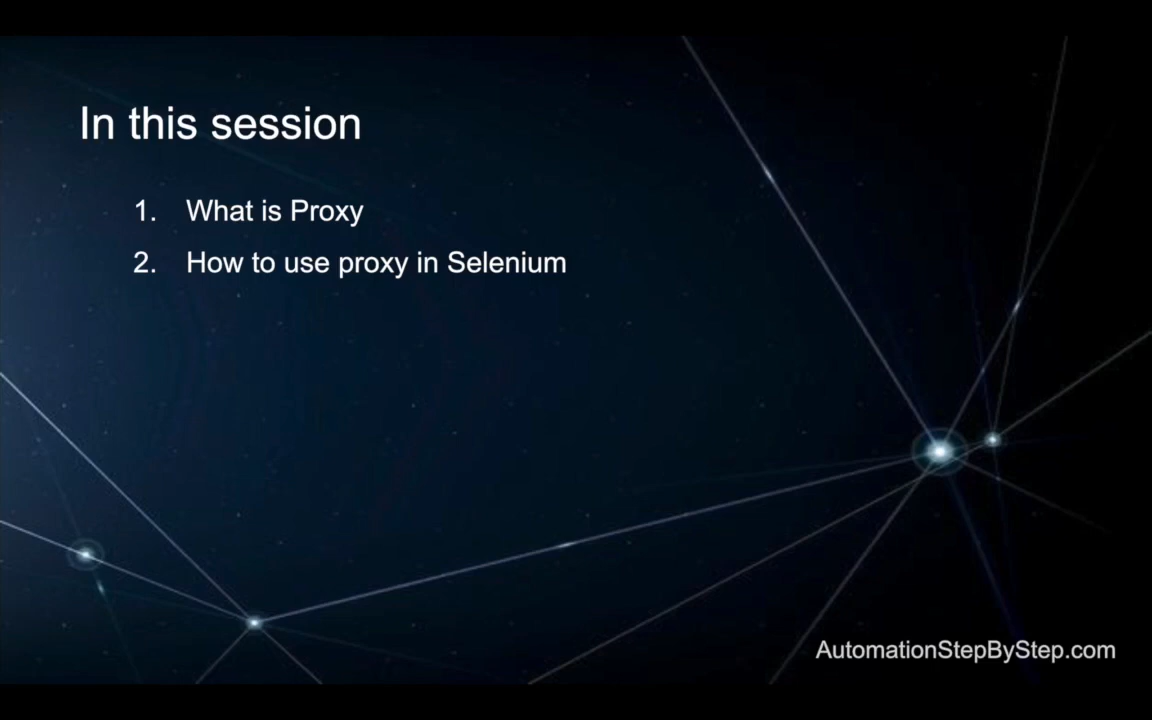 In this session
1. What is Proxy
2. How to use proxy in Selenium
AutomationStepByStep.com